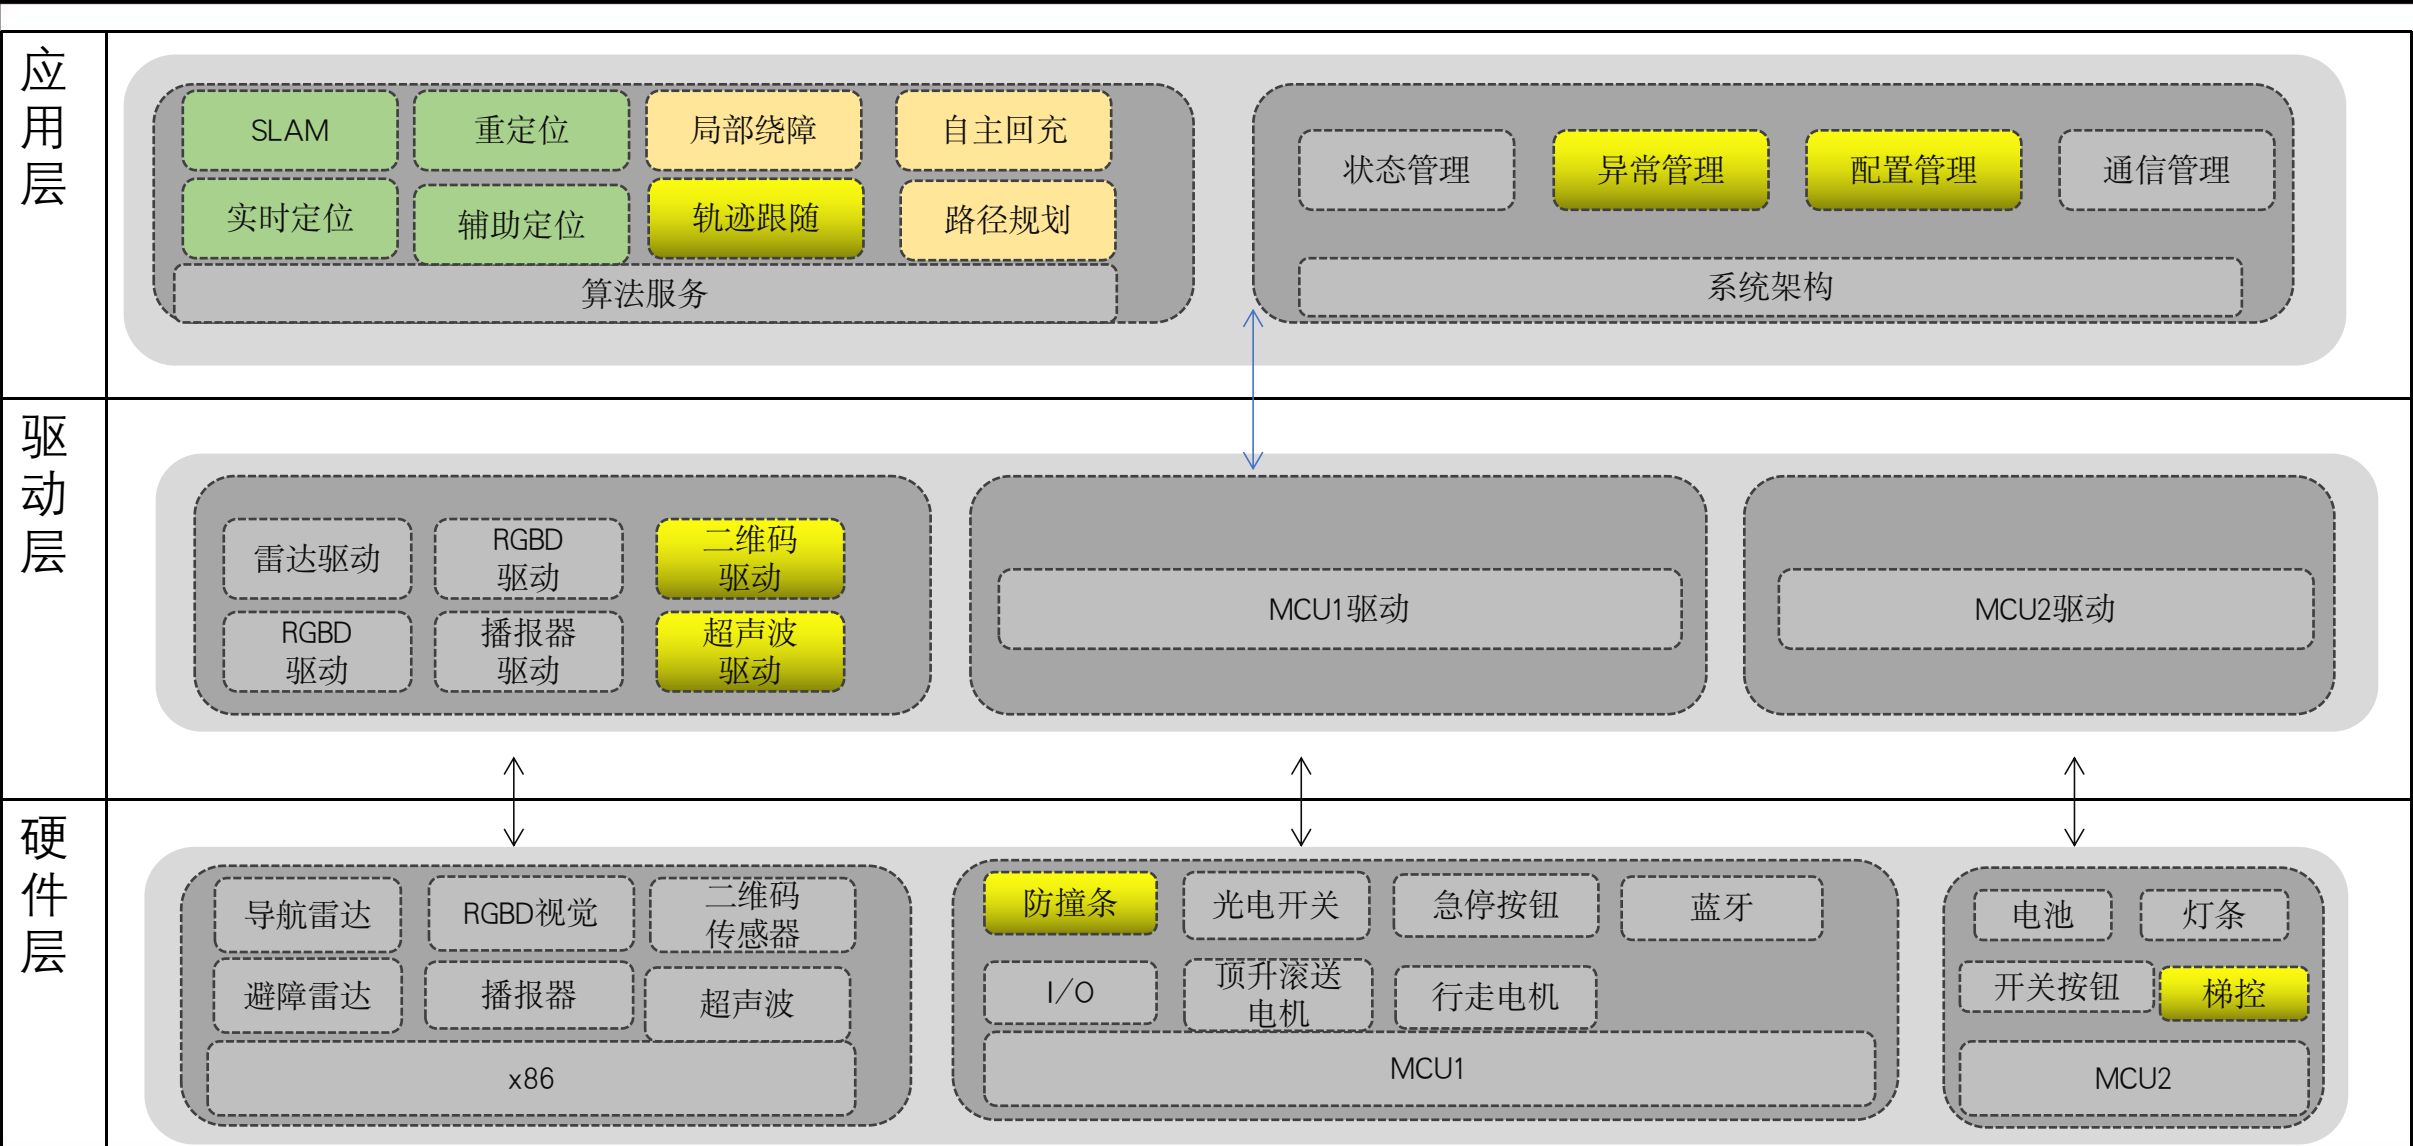 应用层
SLAM
重定位
局部绕障
自主回充
实时定位
辅助定位
轨迹跟随
路径规划
算法服务
状态管理
异常管理
配置管理
通信管理
系统架构
驱动层
雷达驱动
RGBD
驱动
二维码
驱动
RGBD
驱动
播报器
驱动
超声波
驱动
MCU1驱动
MCU2驱动
硬件层
导航雷达
RGBD视觉
二维码
传感器
避障雷达
播报器
超声波
x86
防撞条
光电开关
急停按钮
蓝牙
I/O
顶升滚送
电机
行走电机
MCU1
电池
灯条
开关按钮
梯控
MCU2